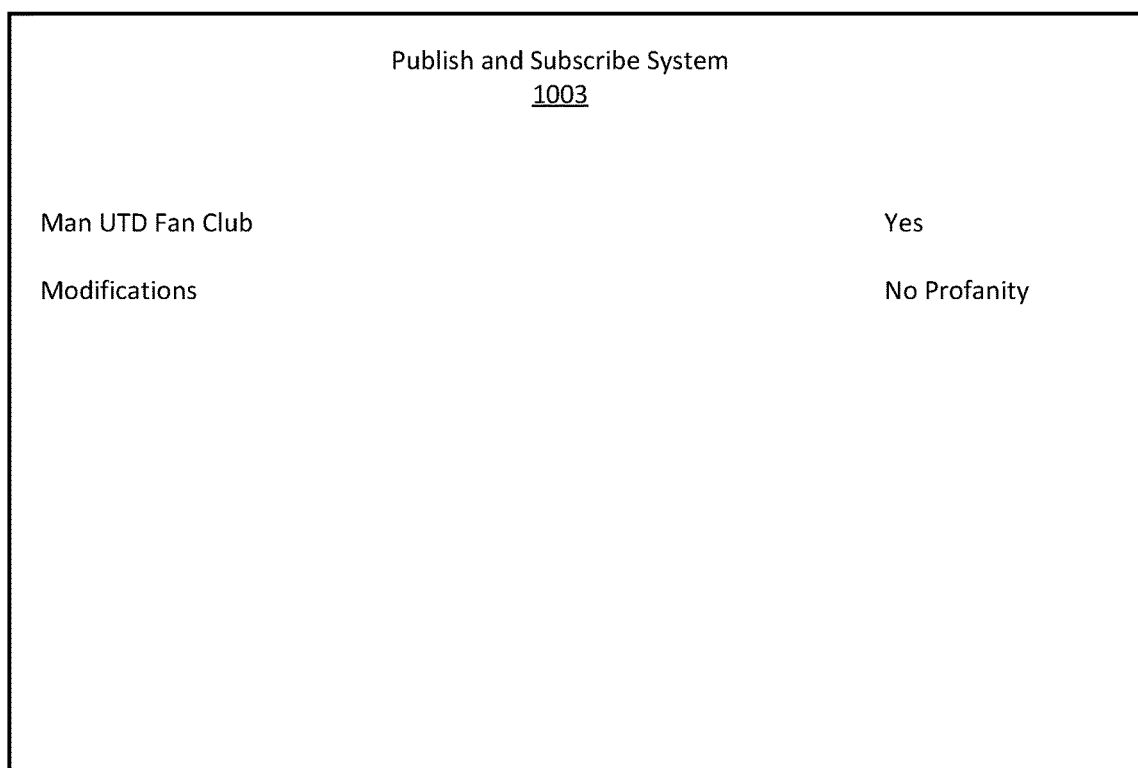 Publish and Subscribe System
1003
Man UTD Fan Club Yes
Modifications No Profanity